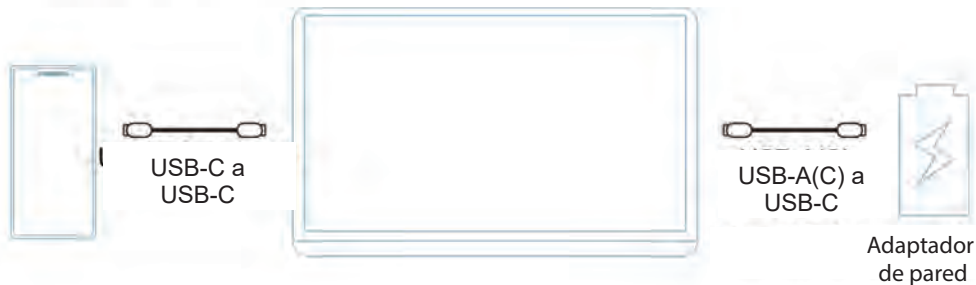 USB-C a
USB-C
USB-A(C) a
USB-C
Adaptador
de pared